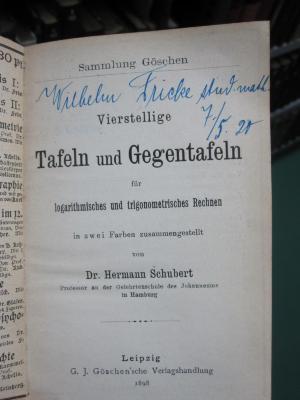 Sammlung Göschen
Wilhelm Fricke stud. math.
7/5. 98
Vierstellige
Tafeln und Gegentafeln
für
logarithmisches und trigonometrisches Rechnen
in zwei Farben zusammengestellt
von
Dr. Hermann Schubert
Professor an der Gelehrtenschule des Johanneums
in Hamburg
Leipzig
G. J. Göschen'sche Verlagshandlung
1898